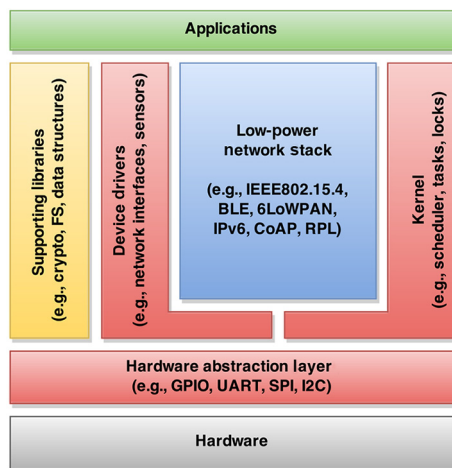 Applications
Supporting libraries
(e.g., crypto, FS, data structures)
Device drivers
(e.g., network interfaces, sensors)
Low-power
network stack
(e.g., IEEE802.15.4,
BLE, 6LoWPAN,
IPv6, CoAP, RPL)
Kernel
(e.g., scheduler, tasks, locks)
Hardware abstraction layer
(e.g., GPIO, UART, SPI, I2C)
Hardware